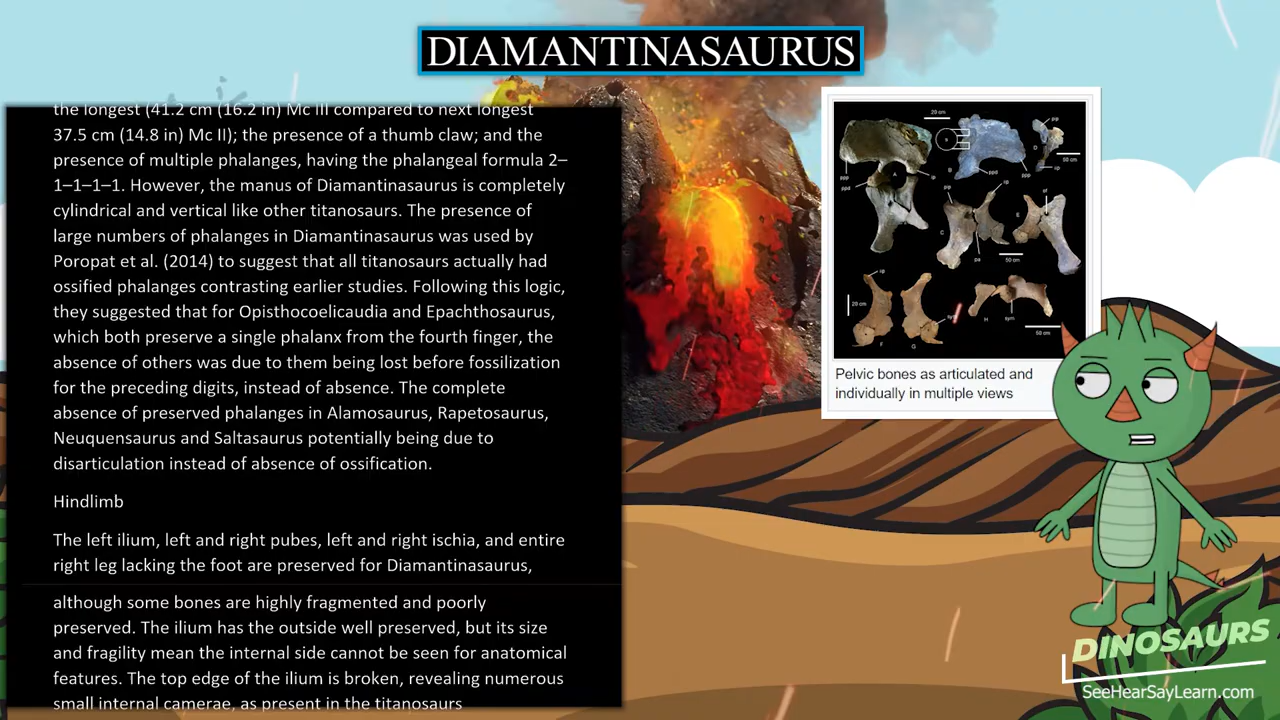 DIAMANTINASAURUS
the longest (41.2 cm (16.2 in) Mc III compared to next longest
37.5 cm (14.8 in) Mc II); the presence of a thumb claw; and the
presence of multiple phalanges, having the phalangeal formula 2–
1–1–1–1. However, the manus of Diamantinasaurus is completely
cylindrical and vertical like other titanosaurs. The presence of
large numbers of phalanges in Diamantinasaurus was used by
Poropat et al. (2014) to suggest that all titanosaurs actually had
ossified phalanges contrasting earlier studies. Following this logic,
they suggested that for Opisthocoelicaudia and Epachthosaurus,
which both preserve a single phalanx from the fourth finger, the
absence of others was due to them being lost before fossilization
for the preceding digits, instead of absence. The complete
absence of preserved phalanges in Alamosaurus, Rapetosaurus,
Neuquensaurus and Saltasaurus potentially being due to
disarticulation instead of absence of ossification.
Hindlimb
The left ilium, left and right pubes, left and right ischia, and entire
right leg lacking the foot are preserved for Diamantinasaurus,
although some bones are highly fragmented and poorly
preserved. The ilium has the outside well preserved, but its size
and fragility mean the internal side cannot be seen for anatomical
features. The top edge of the ilium is broken, revealing numerous
small internal camerae, as present in the titanosaurs
20 cm
50 cm
20 cm
50 cm
Pelvic bones as articulated and
individually in multiple views
DINOSAURS
SeeHearSayLearn.com